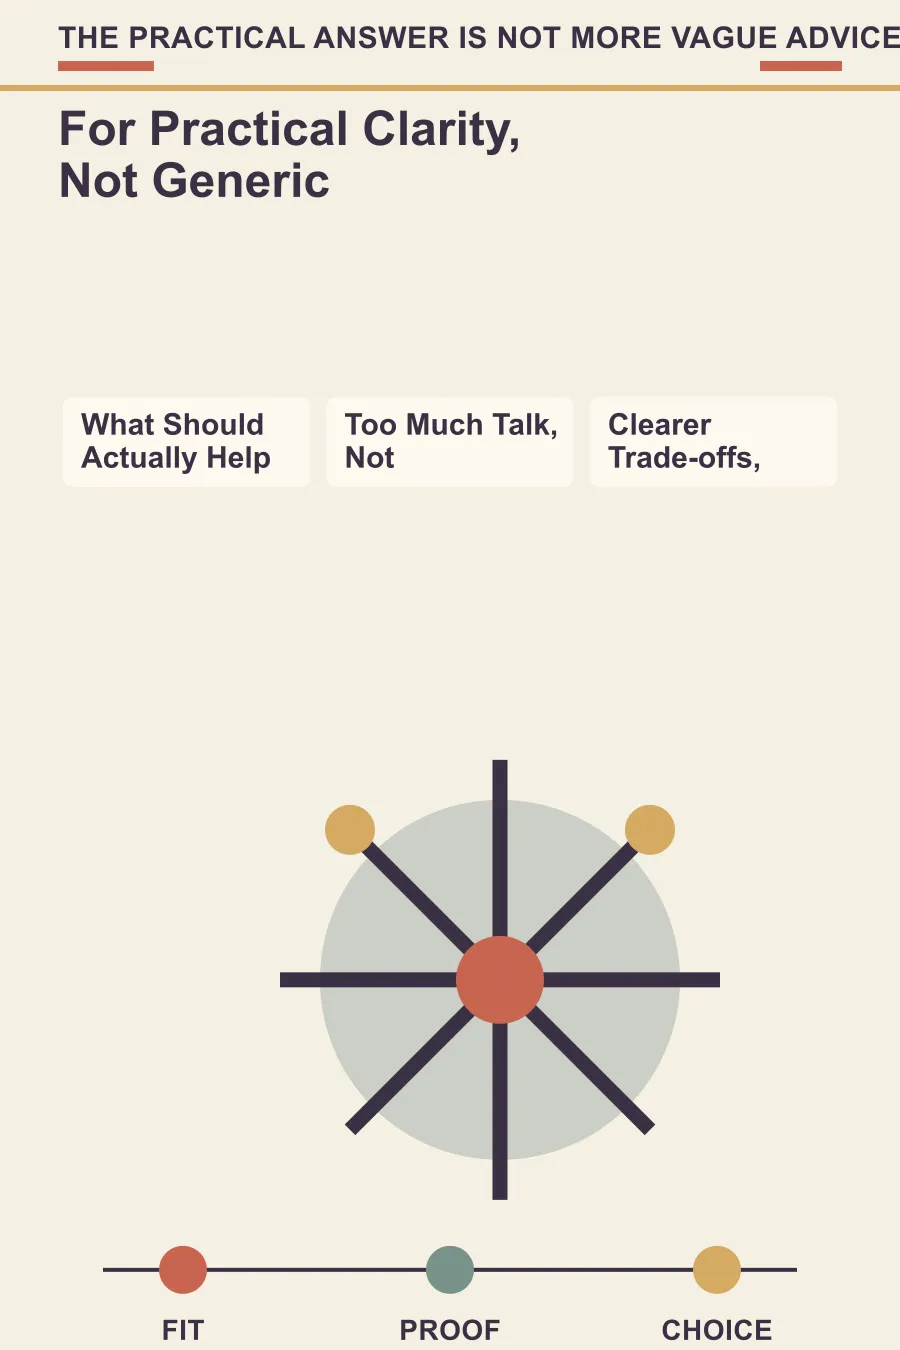 THE PRACTICAL ANSWER IS NOT MORE VAGUE ADVICE
For Practical Clarity,
Not Generic
What Should
Actually Help
Too Much Talk,
Not
Clearer
Trade-offs,
FIT
PROOF
CHOICE